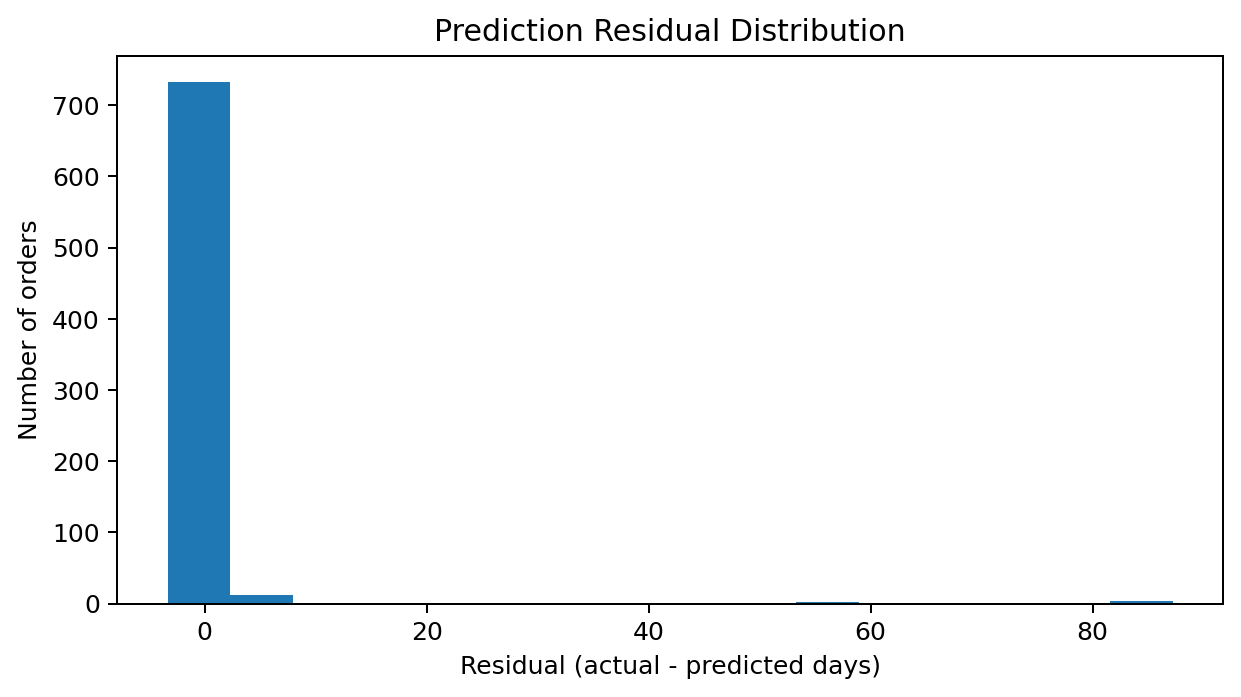 Prediction Residual Distribution
700
600
500
400
300
200
100
0
Number of orders
0 20 40 60 80
Residual (actual - predicted days)